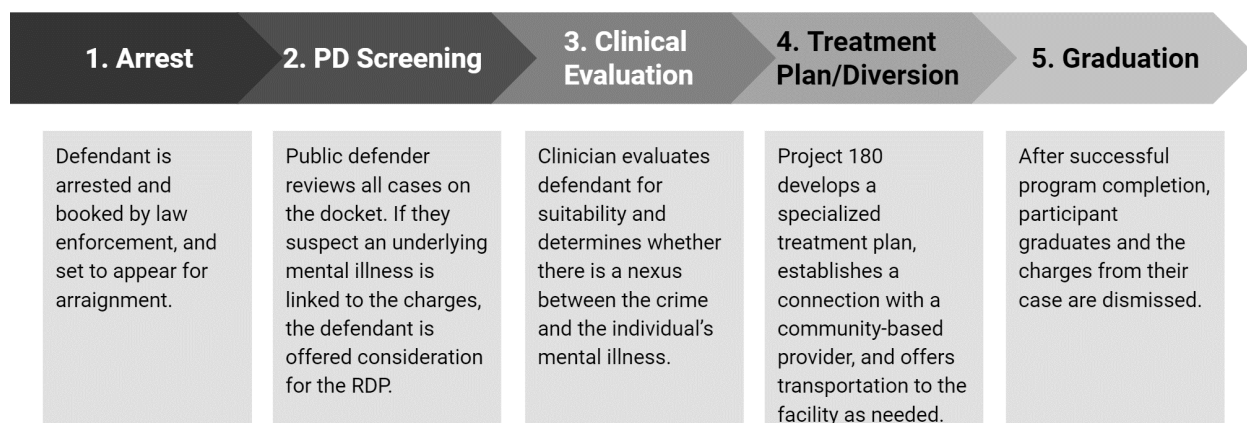 1. Arrest
2. PD Screening
3. Clinical
Evaluation
4. Treatment
Plan/Diversion
5. Graduation
Defendant is
arrested and
booked by law
enforcement, and
set to appear for
arraignment.
Public defender
reviews all cases on
the docket. If they
suspect an underlying
mental illness is
linked to the charges,
the defendant is
offered consideration
for the RDP.
Clinician evaluates
defendant for
suitability and
determines whether
there is a nexus
between the crime
and the individual’s
mental illness.
Project 180
develops a
specialized
treatment plan,
establishes a
connection with a
community-based
provider, and offers
transportation to the
facility as needed.
After successful
program completion,
participant
graduates and the
charges from their
case are dismissed.